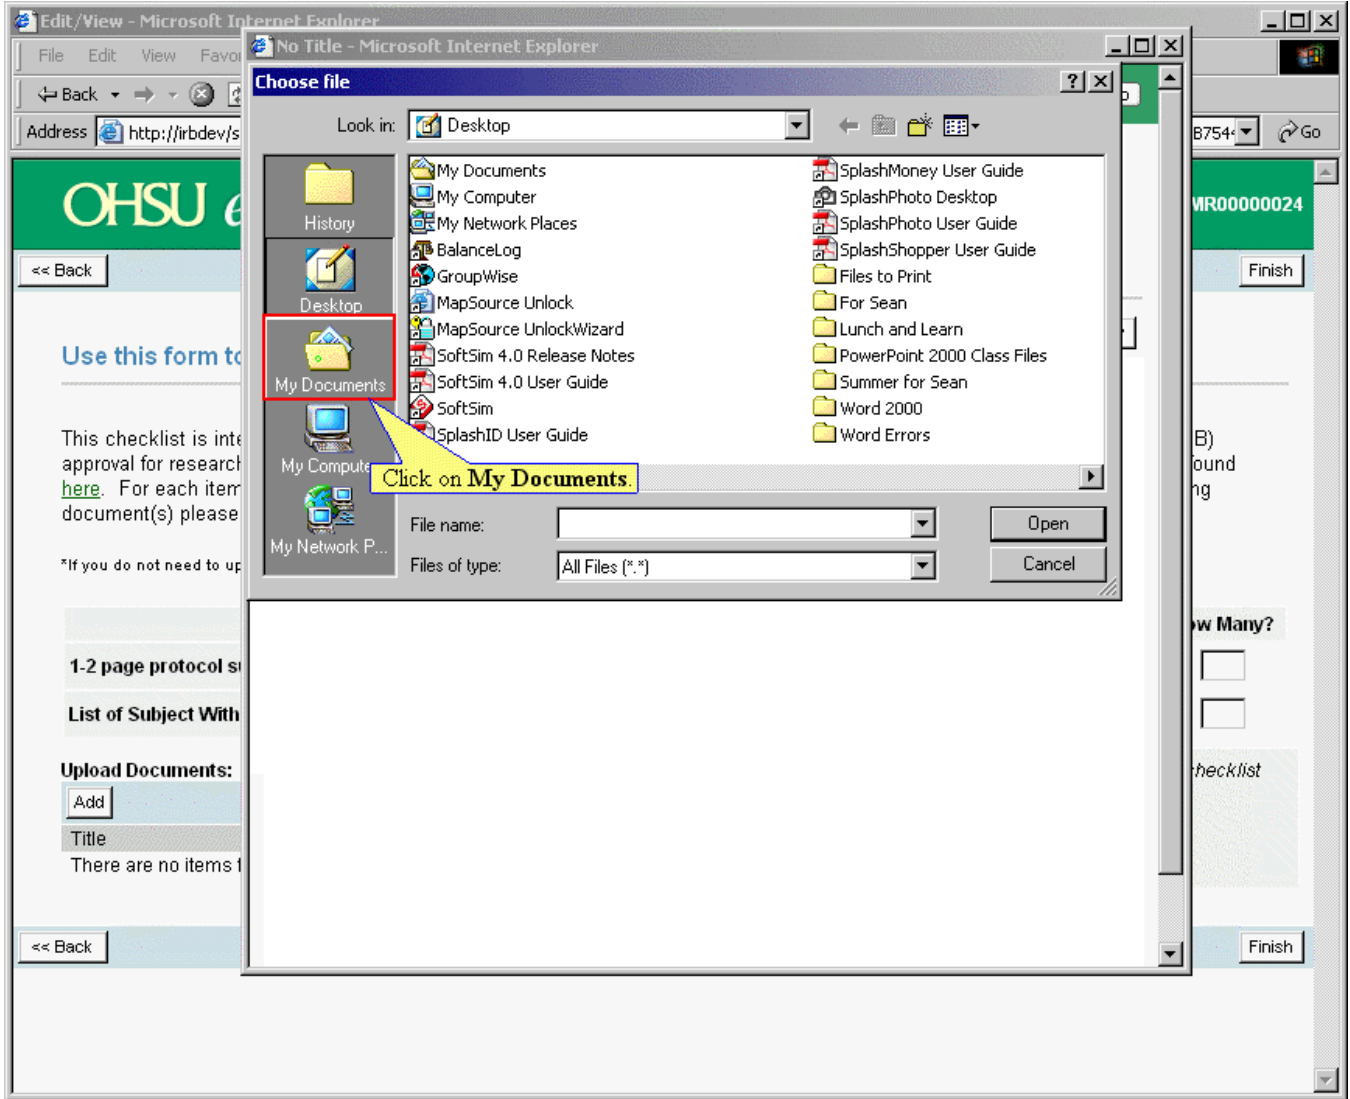 Edit/View - Microsoft Internet Explorer
No Title - Microsoft Internet Explorer
File Edit View
Choose file
Back
Look in: Desktop
Address http://irbdev/s
B754
Go
My Documents
My Computer
My Network Places
BalanceLog
GroupWise
MapSource Unlock
MapSource UnlockWizard
SoftSim 4.0 Release Notes
SoftSim 4.0 User Guide
SoftSim
SplashID User Guide
SplashMoney User Guide
SplashPhoto Desktop
SplashPhoto User Guide
SplashShopper User Guide
Files to Print
For Sean
Lunch and Learn
PowerPoint 2000 Class Files
Summer for Sean
Word 2000
Word Errors
History
Desktop
My Documents
My Compute
My Network P...
Click on My Documents.
File name:
Open
Files of type: All Files (*.*)
Cancel
OHSU e
MR00000024
<< Back
Finish
Use this form to
This checklist is inte
B)
approval for research
ound
here. For each item
ng
document(s) please
*If you do not need to up
ow Many?
1-2 page protocol su
List of Subject With
Upload Documents:
hecklist
Add
Title
There are no items
<< Back
Finish